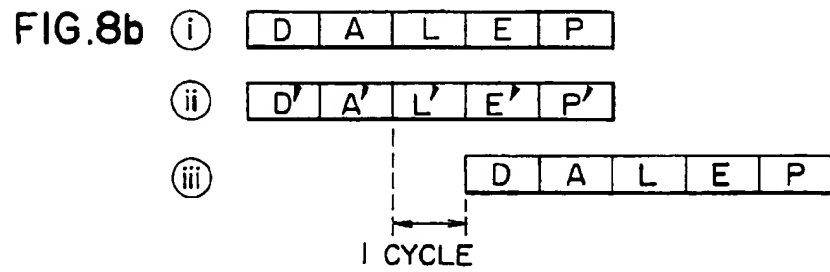 FIG.8b ⓘ D A L E P
ⓘⓘ D' A' L' E' P'
ⓘⓘⓘ D A L E P
1 CYCLE